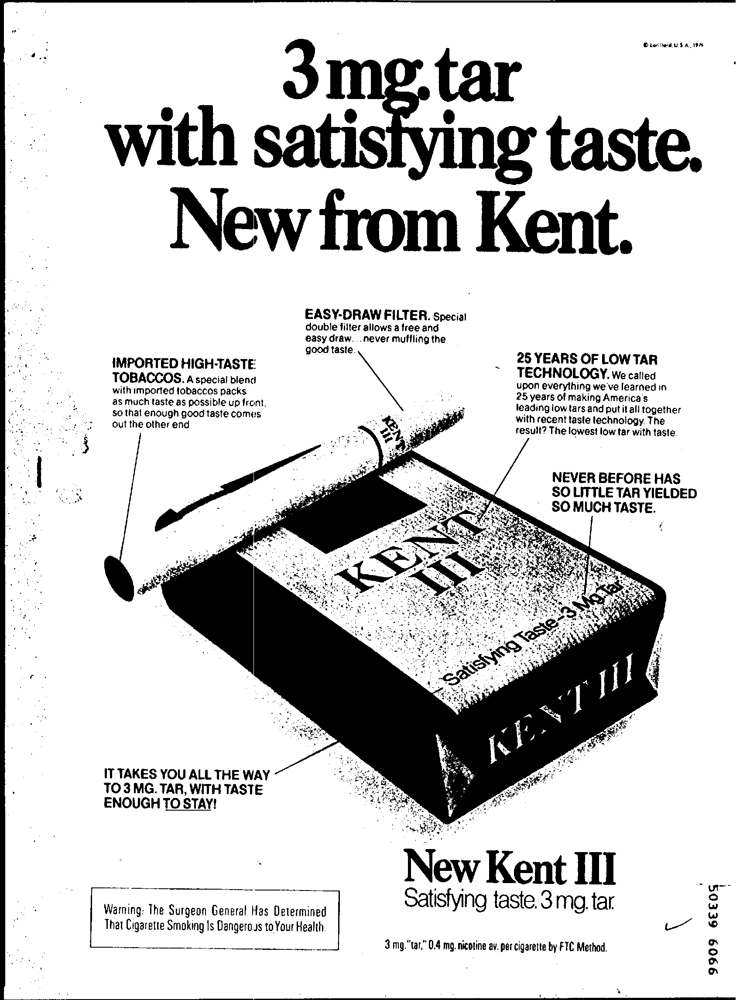 © Lorillard, U.S.A., 1979
3 mg. tar
with satisfying taste.
New from Kent.
EASY-DRAW FILTER. Special
double filter allows a free and
easy draw... never muffling the
good taste.
IMPORTED HIGH-TASTE
TOBACCOS. A special blend
with imported tobaccos packs
as much taste as possible up front,
so that enough good taste comes
out the other end
25 YEARS OF LOW TAR
TECHNOLOGY. We called
upon everything we've learned in
25 years of making America's
leading low tars and put it all together
with recent taste technology. The
result? The lowest low tar with taste.
NEVER BEFORE HAS
SO LITTLE TAR YIELDED
SO MUCH TASTE.
KENT
III
KENT
III
Satisfying Taste-3 Mg.Tar
KENT III
IT TAKES YOU ALL THE WAY
TO 3 MG. TAR, WITH TASTE
ENOUGH TO STAY!
New Kent III
Satisfying taste. 3 mg. tar.
Warning: The Surgeon General Has Determined
That Cigarette Smoking Is Dangerous to Your Health.
3 mg. "tar," 0.4 mg. nicotine av. per cigarette by FTC Method.
50339 6066